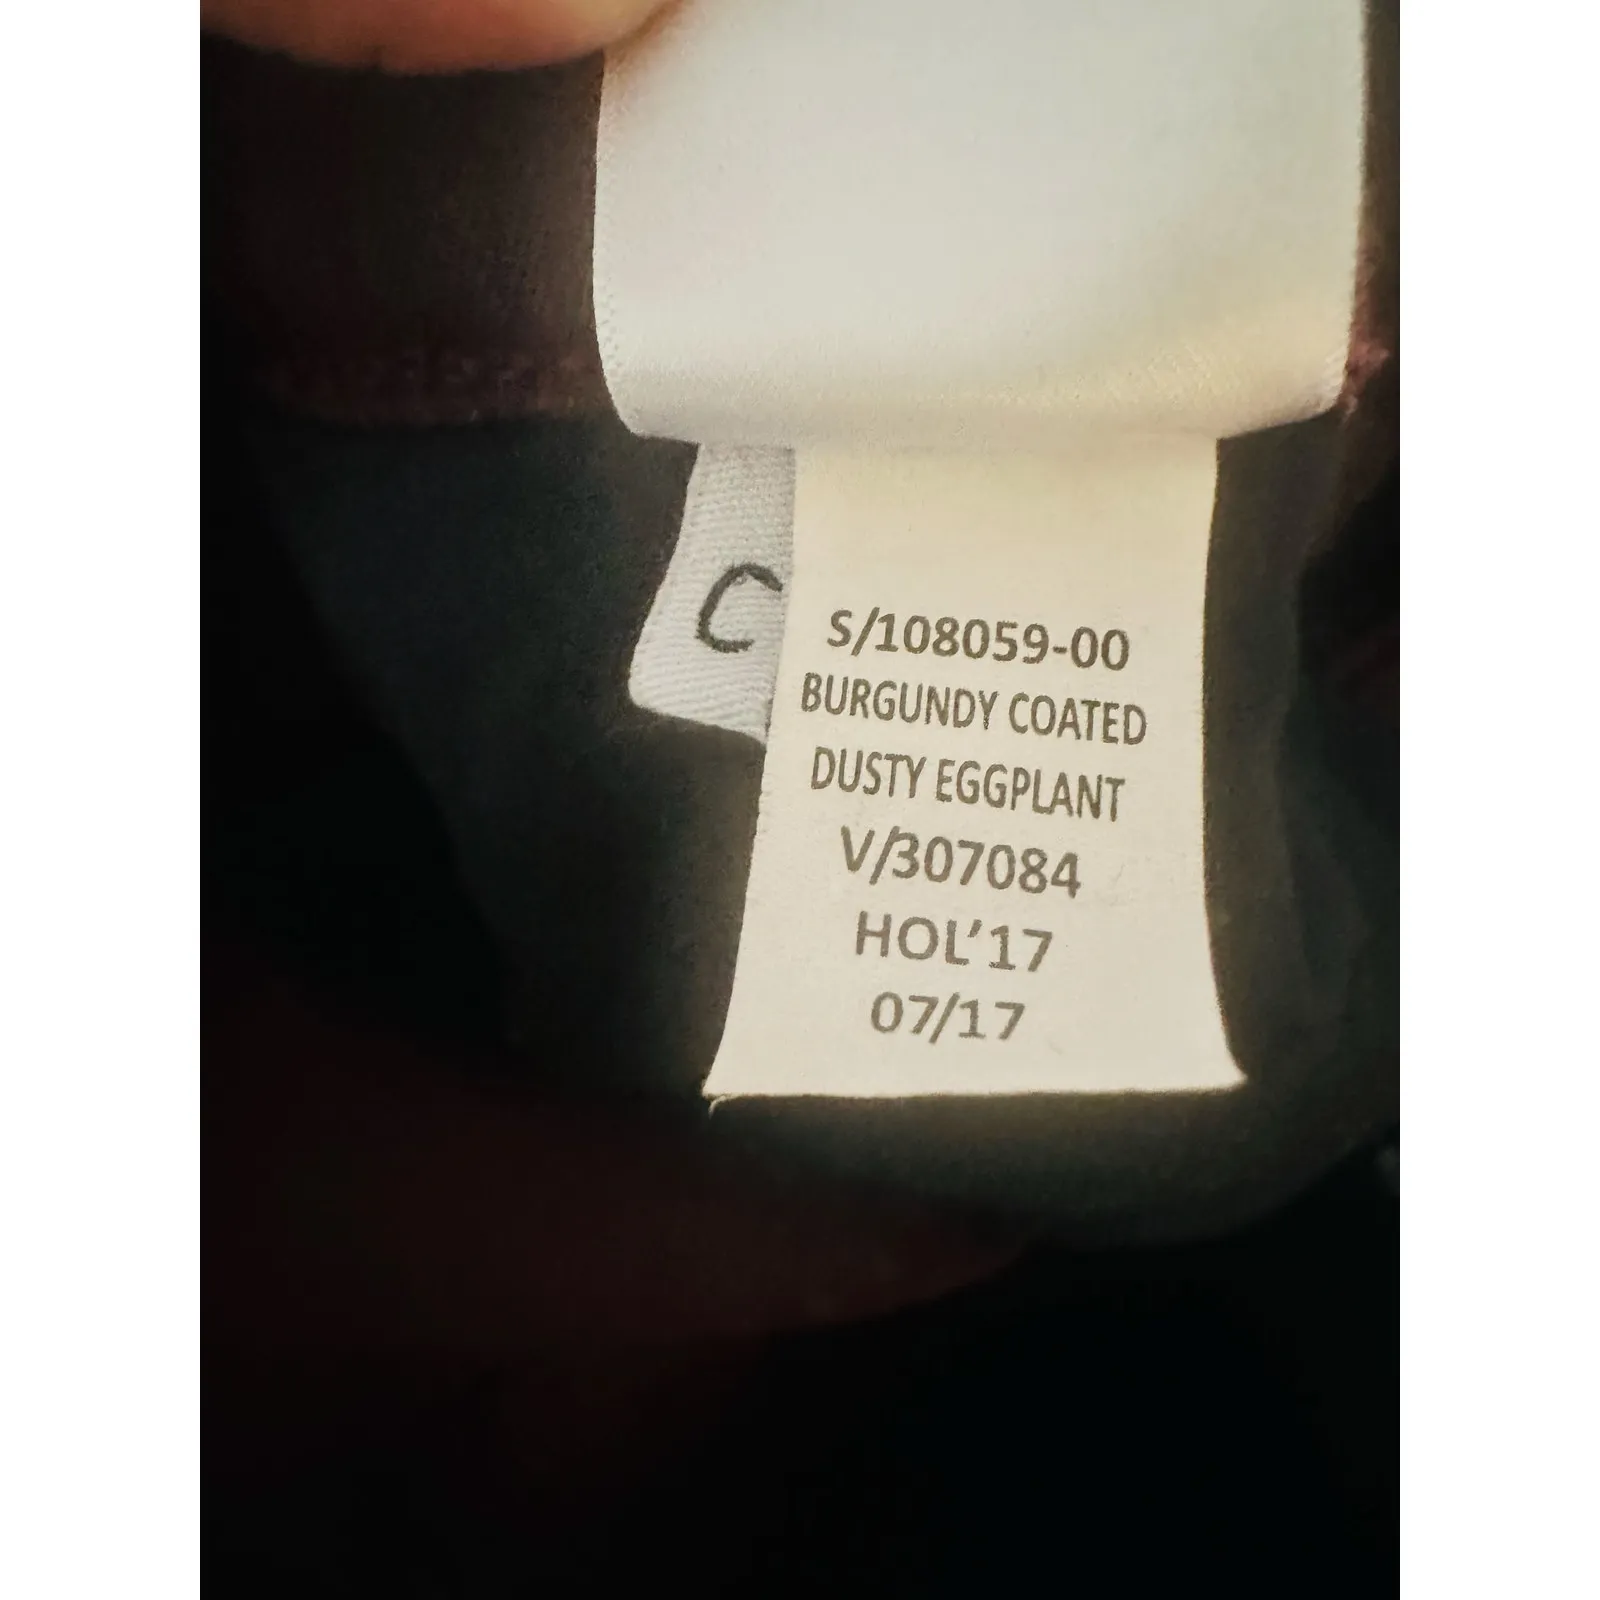 C
S/108059-00
BURGUNDY COATED
DUSTY EGGPLANT
V/307084
HOL’17
07/17